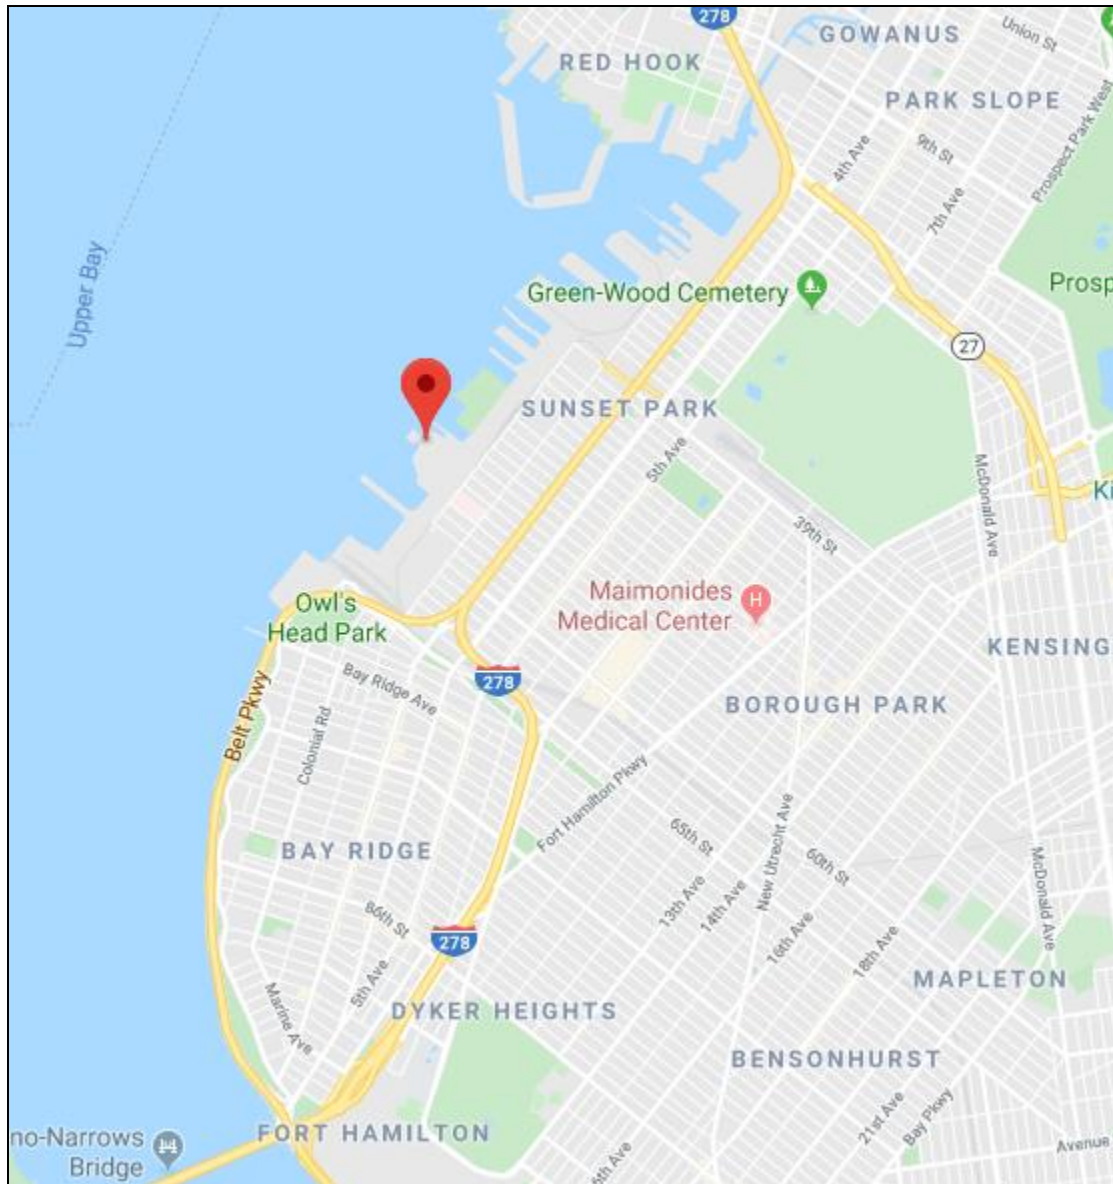 278
GOWANUS
Union St
RED HOOK
PARK SLOPE
Prospect Park West
9th St
4th Ave
7th Ave
Upper Bay
Green-Wood Cemetery
Prosp
27
SUNSET PARK
5th Ave
McDonald Ave
Ki
39th St
Maimonides
Medical Center
H
Owl's
Head Park
KENSING
Bay Ridge Ave
278
Belt Pkwy
Colonial Rd
BOROUGH PARK
Fort Hamilton Pkwy
New Utrecht Ave
65th St
60th St
BAY RIDGE
McDonald Ave
13th Ave
14th Ave
86th St
278
16th Ave
18th Ave
5th Ave
MAPLETON
Marine Ave
DYKER HEIGHTS
BENSONHURST
21st Ave
Bay Pkwy
FORT HAMILTON
no-Narrows
Bridge
Avenue
6th Ave